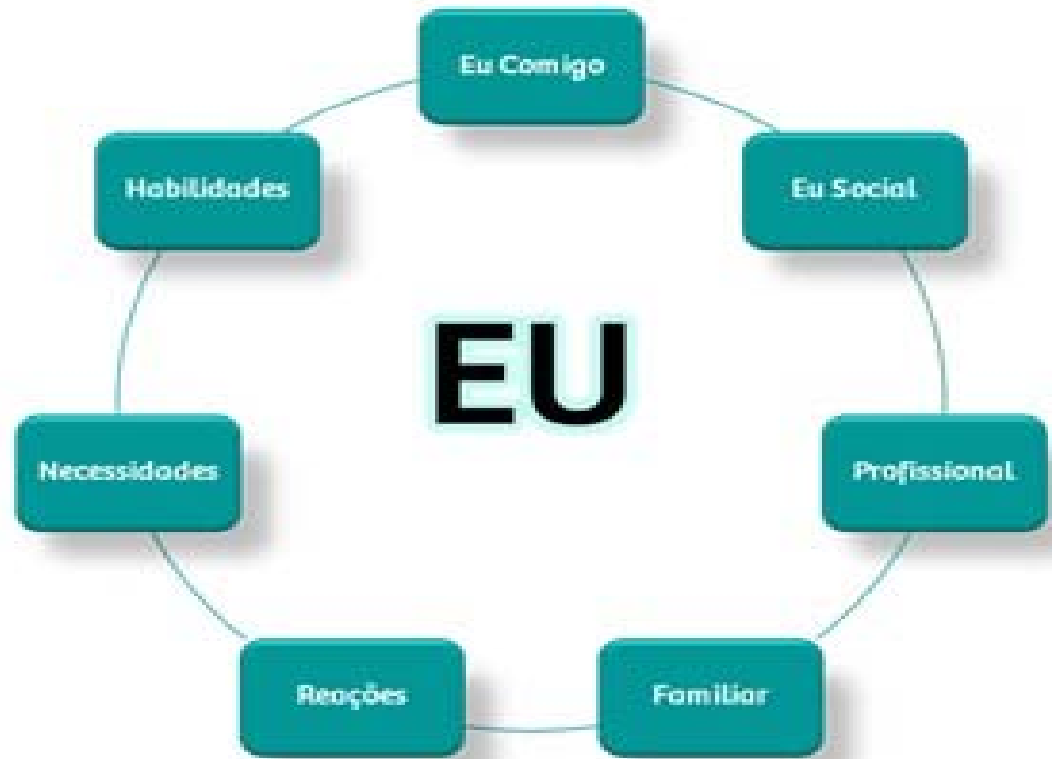 Eu Comigo
Habilidades
Eu Social
EU
Necessidades
Profissional
Reações
Familiar